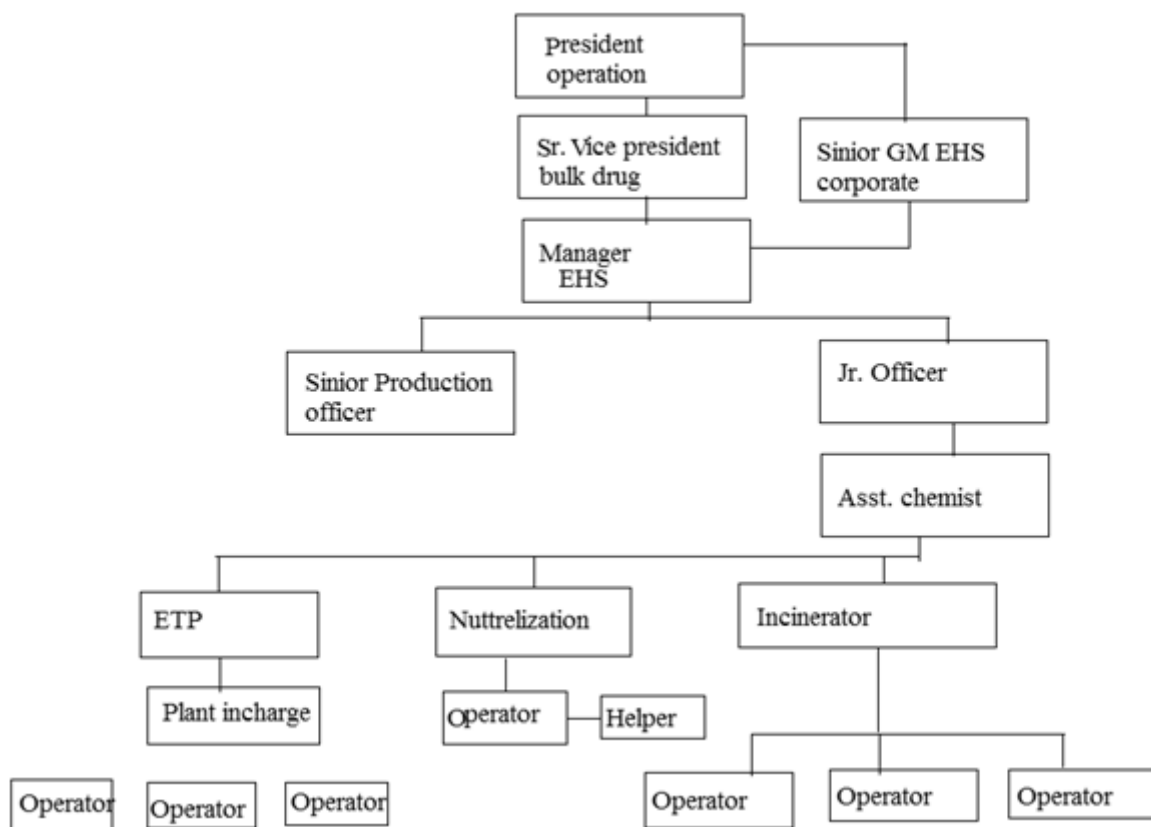 President
operation
Sr. Vice president
bulk drug
Sinior GM EHS
corporate
Manager
EHS
Sinior Production
officer
Jr. Officer
Asst. chemist
ETP
Nuttrelization
Incinerator
Plant incharge
Operator
Helper
Operator
Operator
Operator
Operator
Operator
Operator